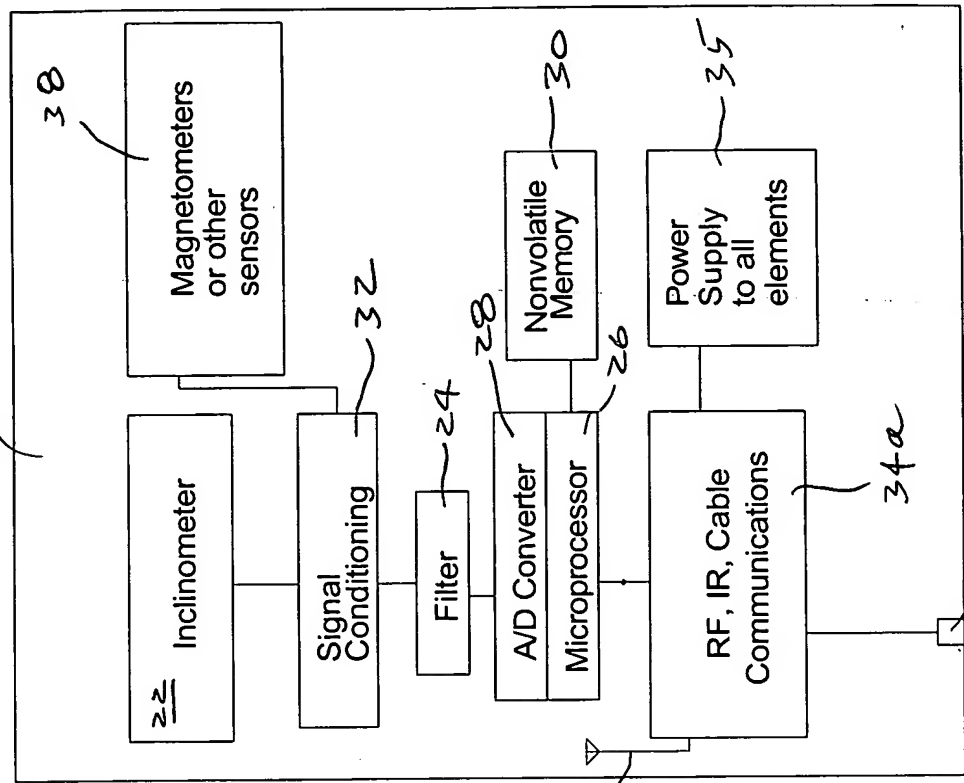 38
Magnetometers
or other
sensors
22
Inclinometer
32
Signal
Conditioning
24
Filter
28
A/D Converter
Microprocessor
26
30
Nonvolatile
Memory
35
Power
Supply
to all
elements
RF, IR, Cable
Communications
34a